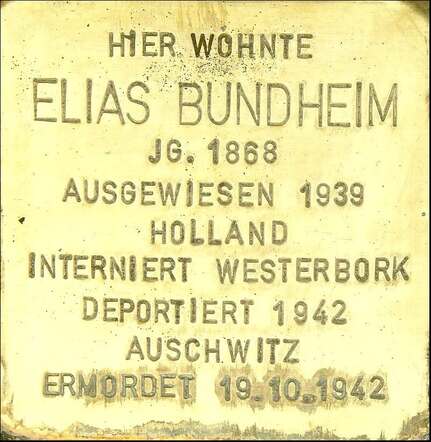 HIER WOHNTE
ELIAS BUNDHEIM
JG. 1868
AUSGEWIESEN 1939
HOLLAND
INTERNIERT WESTERBORK
DEPORTIERT 1942
AUSCHWITZ
ERMORDET 19.10.1942